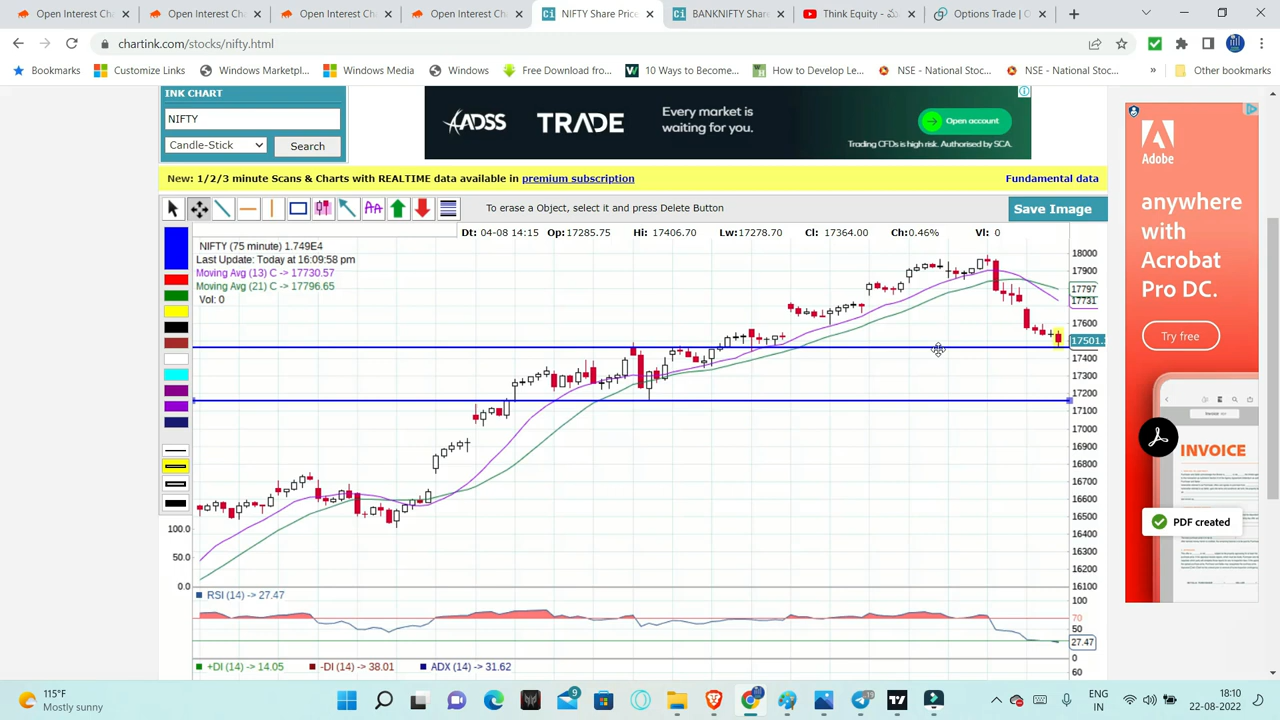 Open Interest Ch
Open Interest Ch
Open Interest Ch
Open Interest Ch
NIFTY Share Price
BANKNIFTY Share
Think Equity -
Options Trade | O
chartink.com/stocks/nifty.html
Bookmarks
Customize Links
Windows Marketpl...
Windows Media
Windows
Free Download fro...
10 Ways to Become...
How to Develop Le...
NSE - National Stoc...
NSE - National Stoc...
»
Other bookmarks
INK CHART
NIFTY
Candle-Stick
Search
ADSS
TRADE
Every market is
waiting for you.
Open account
Trading CFDs is high risk. Authorised by SCA.
New: 1/2/3 minute Scans & Charts with REALTIME data available in premium subscription
Fundamental data
To erase a Object, select it and press Delete Button
Save Image
Dt: 04-08 14:15 Op:17285.75 Hi: 17406.70 Lw:17278.70 Cl: 17364.00 Ch:0.46% Vl: 0
NIFTY (75 minute) 1.749E4
Last Update: Today at 16:09:58 pm
Moving Avg (13) C -> 17730.57
Moving Avg (21) C -> 17796.65
Vol: 0
18000
17900
17797
17731
17600
17501.
17400
17300
17200
17100
17000
16900
16800
16700
16600
16500
16400
16300
16200
16100
100.0
50.0
0.0
RSI (14) -> 27.47
100
70
50
27.47
0
60
+DI (14) -> 14.05
-DI (14) -> 38.01
ADX (14) -> 31.62
Adobe
anywhere
with
Acrobat
Pro DC.
Try free
INVOICE
PDF created
115°F
Mostly sunny
9
15
ENG
IN
18:10
22-08-2022